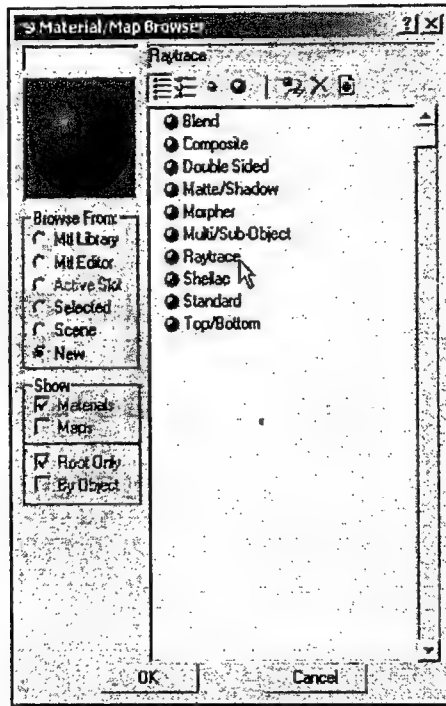 Material/Map Browser
Raytrace
Blend
Composite
Double Sided
Matte/Shadow
Morpher
Multi/Sub-Object
Raytrace
Shellac
Standard
Top/Bottom
Browse From:
Mtl Library
Mtl Editor
Active Slot
Selected
Scene
New
Show
Materials
Maps
Root Only
By Object
OK
Cancel